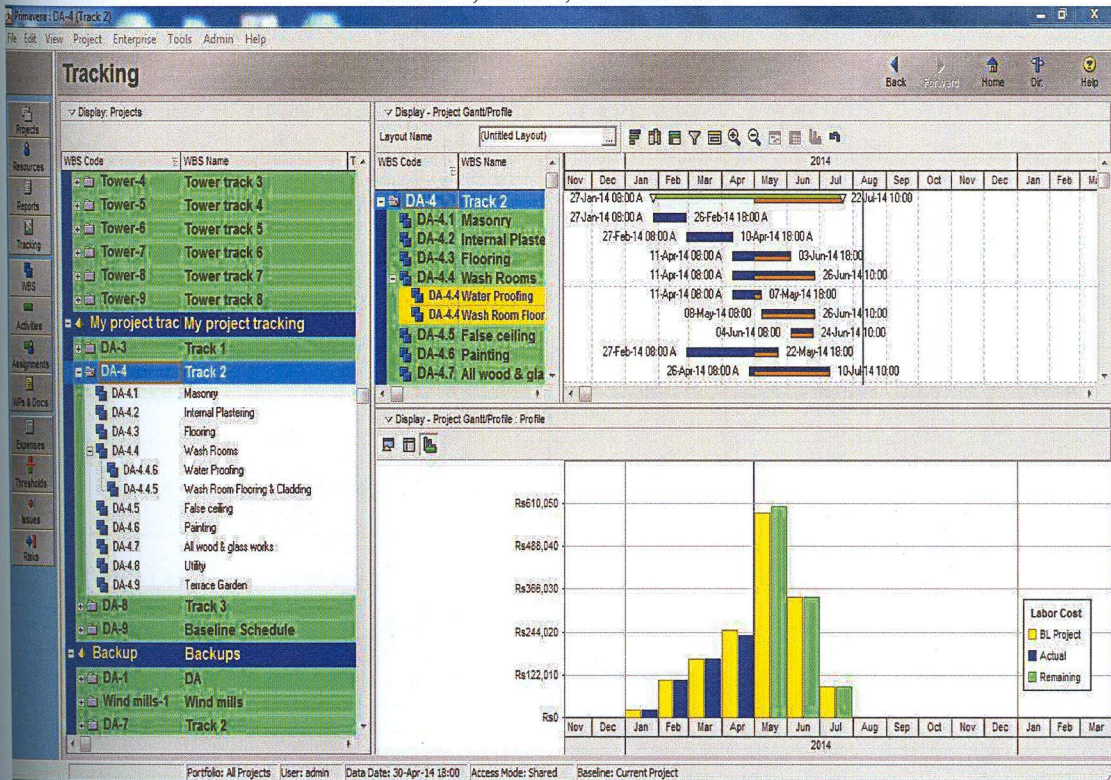 Primavera : DA-4 (Track 2)
File Edit View Project Enterprise Tools Admin Help
Tracking
Back Forward Home Dir. Help
Projects
Resources
Reports
Tracking
WBS
Activities
Assignments
WPs & Docs
Expenses
Thresholds
Issues
Risks
Display: Projects
WBS Code WBS Name T
Tower-4 Tower track 3
Tower-5 Tower track 4
Tower-6 Tower track 5
Tower-7 Tower track 6
Tower-8 Tower track 7
Tower-9 Tower track 8
My project trac My project tracking
DA-3 Track 1
DA-4 Track 2
DA-4.1 Masonry
DA-4.2 Internal Plastering
DA-4.3 Flooring
DA-4.4 Wash Rooms
DA-4.4.6 Water Proofing
DA-4.4.5 Wash Room Flooring & Cladding
DA-4.5 False ceiling
DA-4.6 Painting
DA-4.7 All wood & glass works
DA-4.8 Utility
DA-4.9 Terrace Garden
DA-8 Track 3
DA-9 Baseline Schedule
Backup Backups
DA-1 DA
Wind mills-1 Wind mills
DA-7 Track 2
Display - Project Gantt/Profile
Layout Name (Untitled Layout) ...
WBS Code WBS Name
2014
Nov Dec Jan Feb Mar Apr May Jun Jul Aug Sep Oct Nov Dec Jan Feb
DA-4 Track 2 27-Jan-14 08:00 A 22-Jul-14 10:00
DA-4.1 Masonry 27-Jan-14 08:00 A 26-Feb-14 18:00 A
DA-4.2 Internal Plaste 27-Feb-14 08:00 A 10-Apr-14 18:00 A
DA-4.3 Flooring 11-Apr-14 08:00 A 03-Jun-14 18:00
DA-4.4 Wash Rooms 11-Apr-14 08:00 A 26-Jun-14 10:00
DA-4.4 Water Proofing 11-Apr-14 08:00 A 07-May-14 18:00
DA-4.4 Wash Room Floor 08-May-14 08:00 26-Jun-14 10:00
DA-4.5 False ceiling 04-Jun-14 08:00 24-Jun-14 10:00
DA-4.6 Painting 27-Feb-14 08:00 A 22-May-14 18:00
DA-4.7 All wood & gla 26-Apr-14 08:00 A 10-Jul-14 10:00
Display - Project Gantt/Profile : Profile
Rs610,050
Rs488,040
Rs366,030
Rs244,020
Rs122,010
Rs0
Labor Cost
BL Project
Actual
Remaining
Nov Dec Jan Feb Mar Apr May Jun Jul Aug Sep Oct Nov Dec Jan Feb Mar
2014
Portfolio: All Projects User: admin Data Date: 30-Apr-14 18:00 Access Mode: Shared Baseline: Current Project